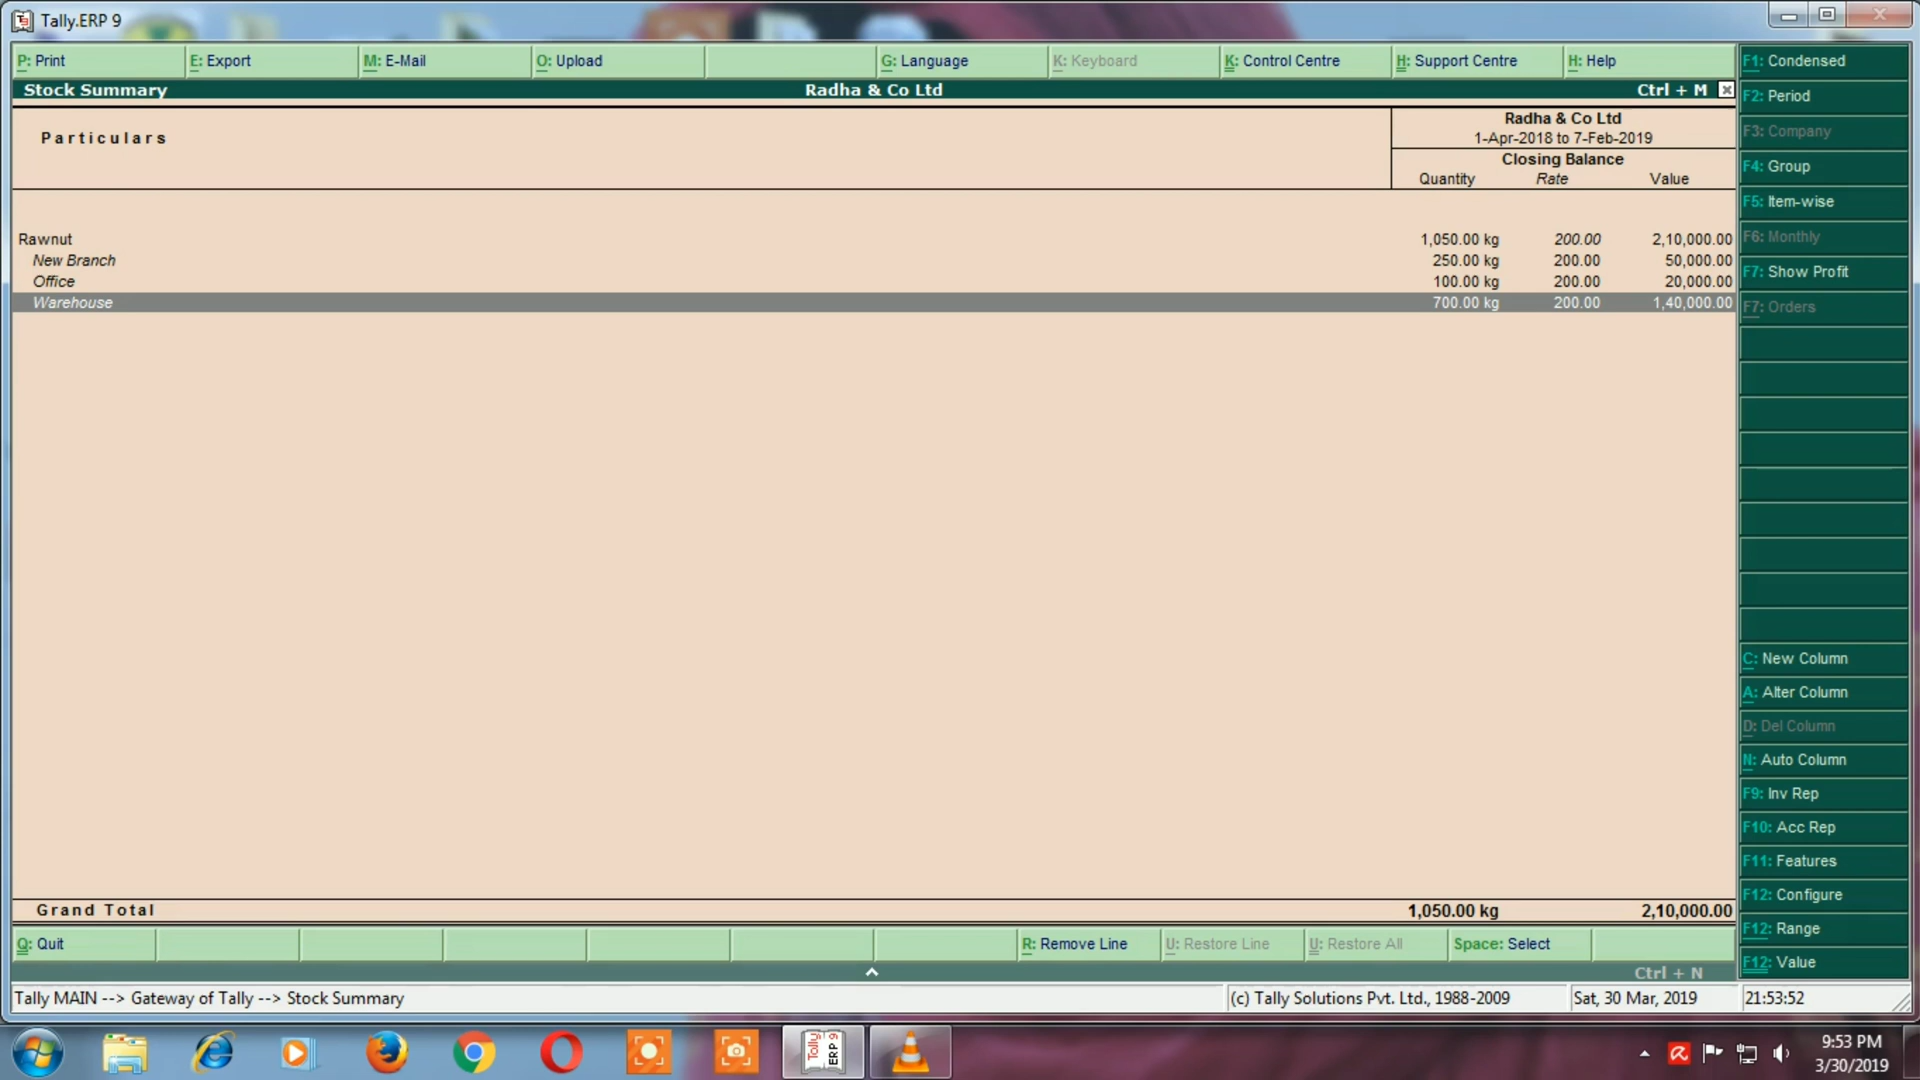 Tally.ERP 9
P: Print E: Export M: E-Mail O: Upload G: Language K: Keyboard K: Control Centre H: Support Centre H: Help
Stock Summary Radha & Co Ltd Ctrl + M
Particulars
Radha & Co Ltd
1-Apr-2018 to 7-Feb-2019
Closing Balance
Quantity Rate Value
Rawnut 1,050.00 kg 200.00 2,10,000.00
New Branch 250.00 kg 200.00 50,000.00
Office 100.00 kg 200.00 20,000.00
Warehouse 700.00 kg 200.00 1,40,000.00
Grand Total 1,050.00 kg 2,10,000.00
F1: Condensed
F2: Period
F3: Company
F4: Group
F5: Item-wise
F6: Monthly
F7: Show Profit
F7: Orders
C: New Column
A: Alter Column
D: Del Column
N: Auto Column
F9: Inv Rep
F10: Acc Rep
F11: Features
F12: Configure
F12: Range
F12: Value
Q: Quit R: Remove Line U: Restore Line U: Restore All Space: Select
Ctrl + N
Tally MAIN --> Gateway of Tally --> Stock Summary (c) Tally Solutions Pvt. Ltd., 1988-2009 Sat, 30 Mar, 2019 21:53:52
Tally ERP 9
9:53 PM
3/30/2019